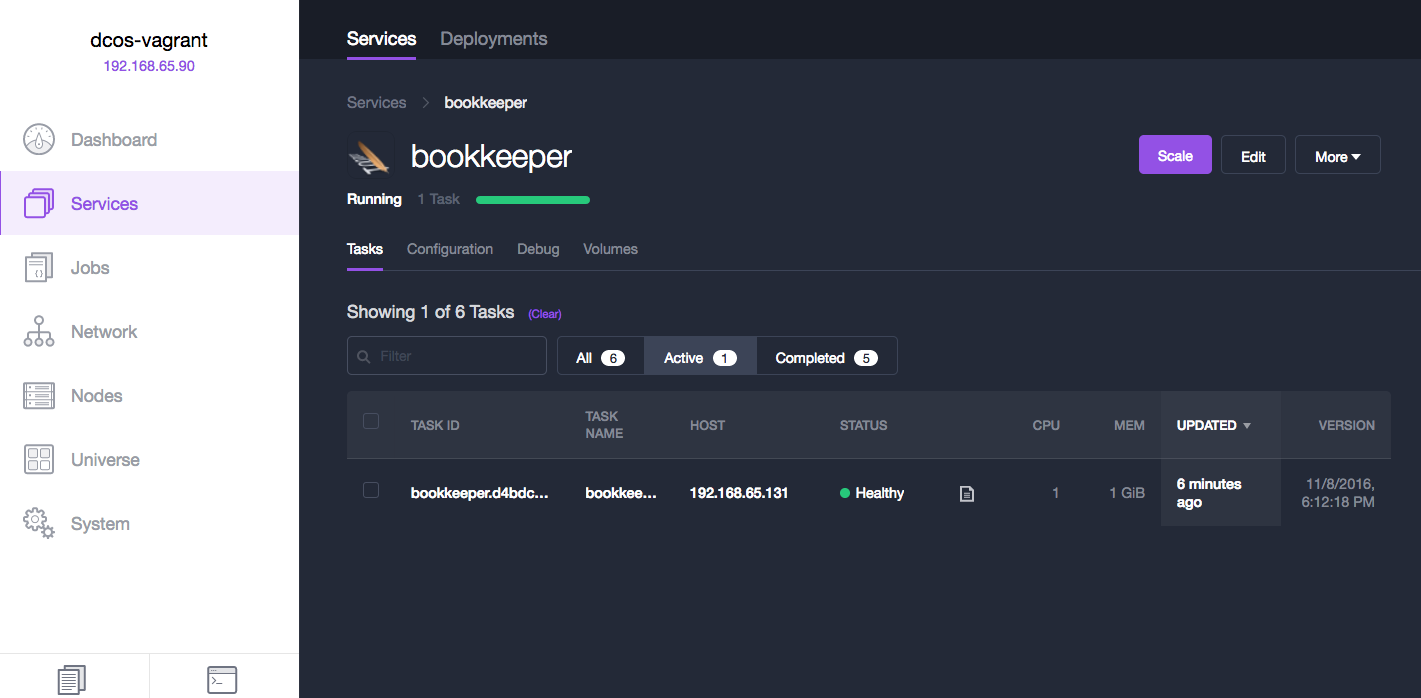 dcos-vagrant
192.168.65.90
Dashboard
Services
Jobs
Network
Nodes
Universe
System
Services Deployments
Services > bookkeeper
bookkeeper
Scale Edit More
Running 1 Task
Tasks Configuration Debug Volumes
Showing 1 of 6 Tasks (Clear)
Filter All 6 Active 1 Completed 5
TASK ID TASK NAME HOST STATUS CPU MEM UPDATED VERSION
bookkeeper.d4bdc... bookkee... 192.168.65.131 Healthy 1 1 GiB 6 minutes ago 11/8/2016, 6:12:18 PM